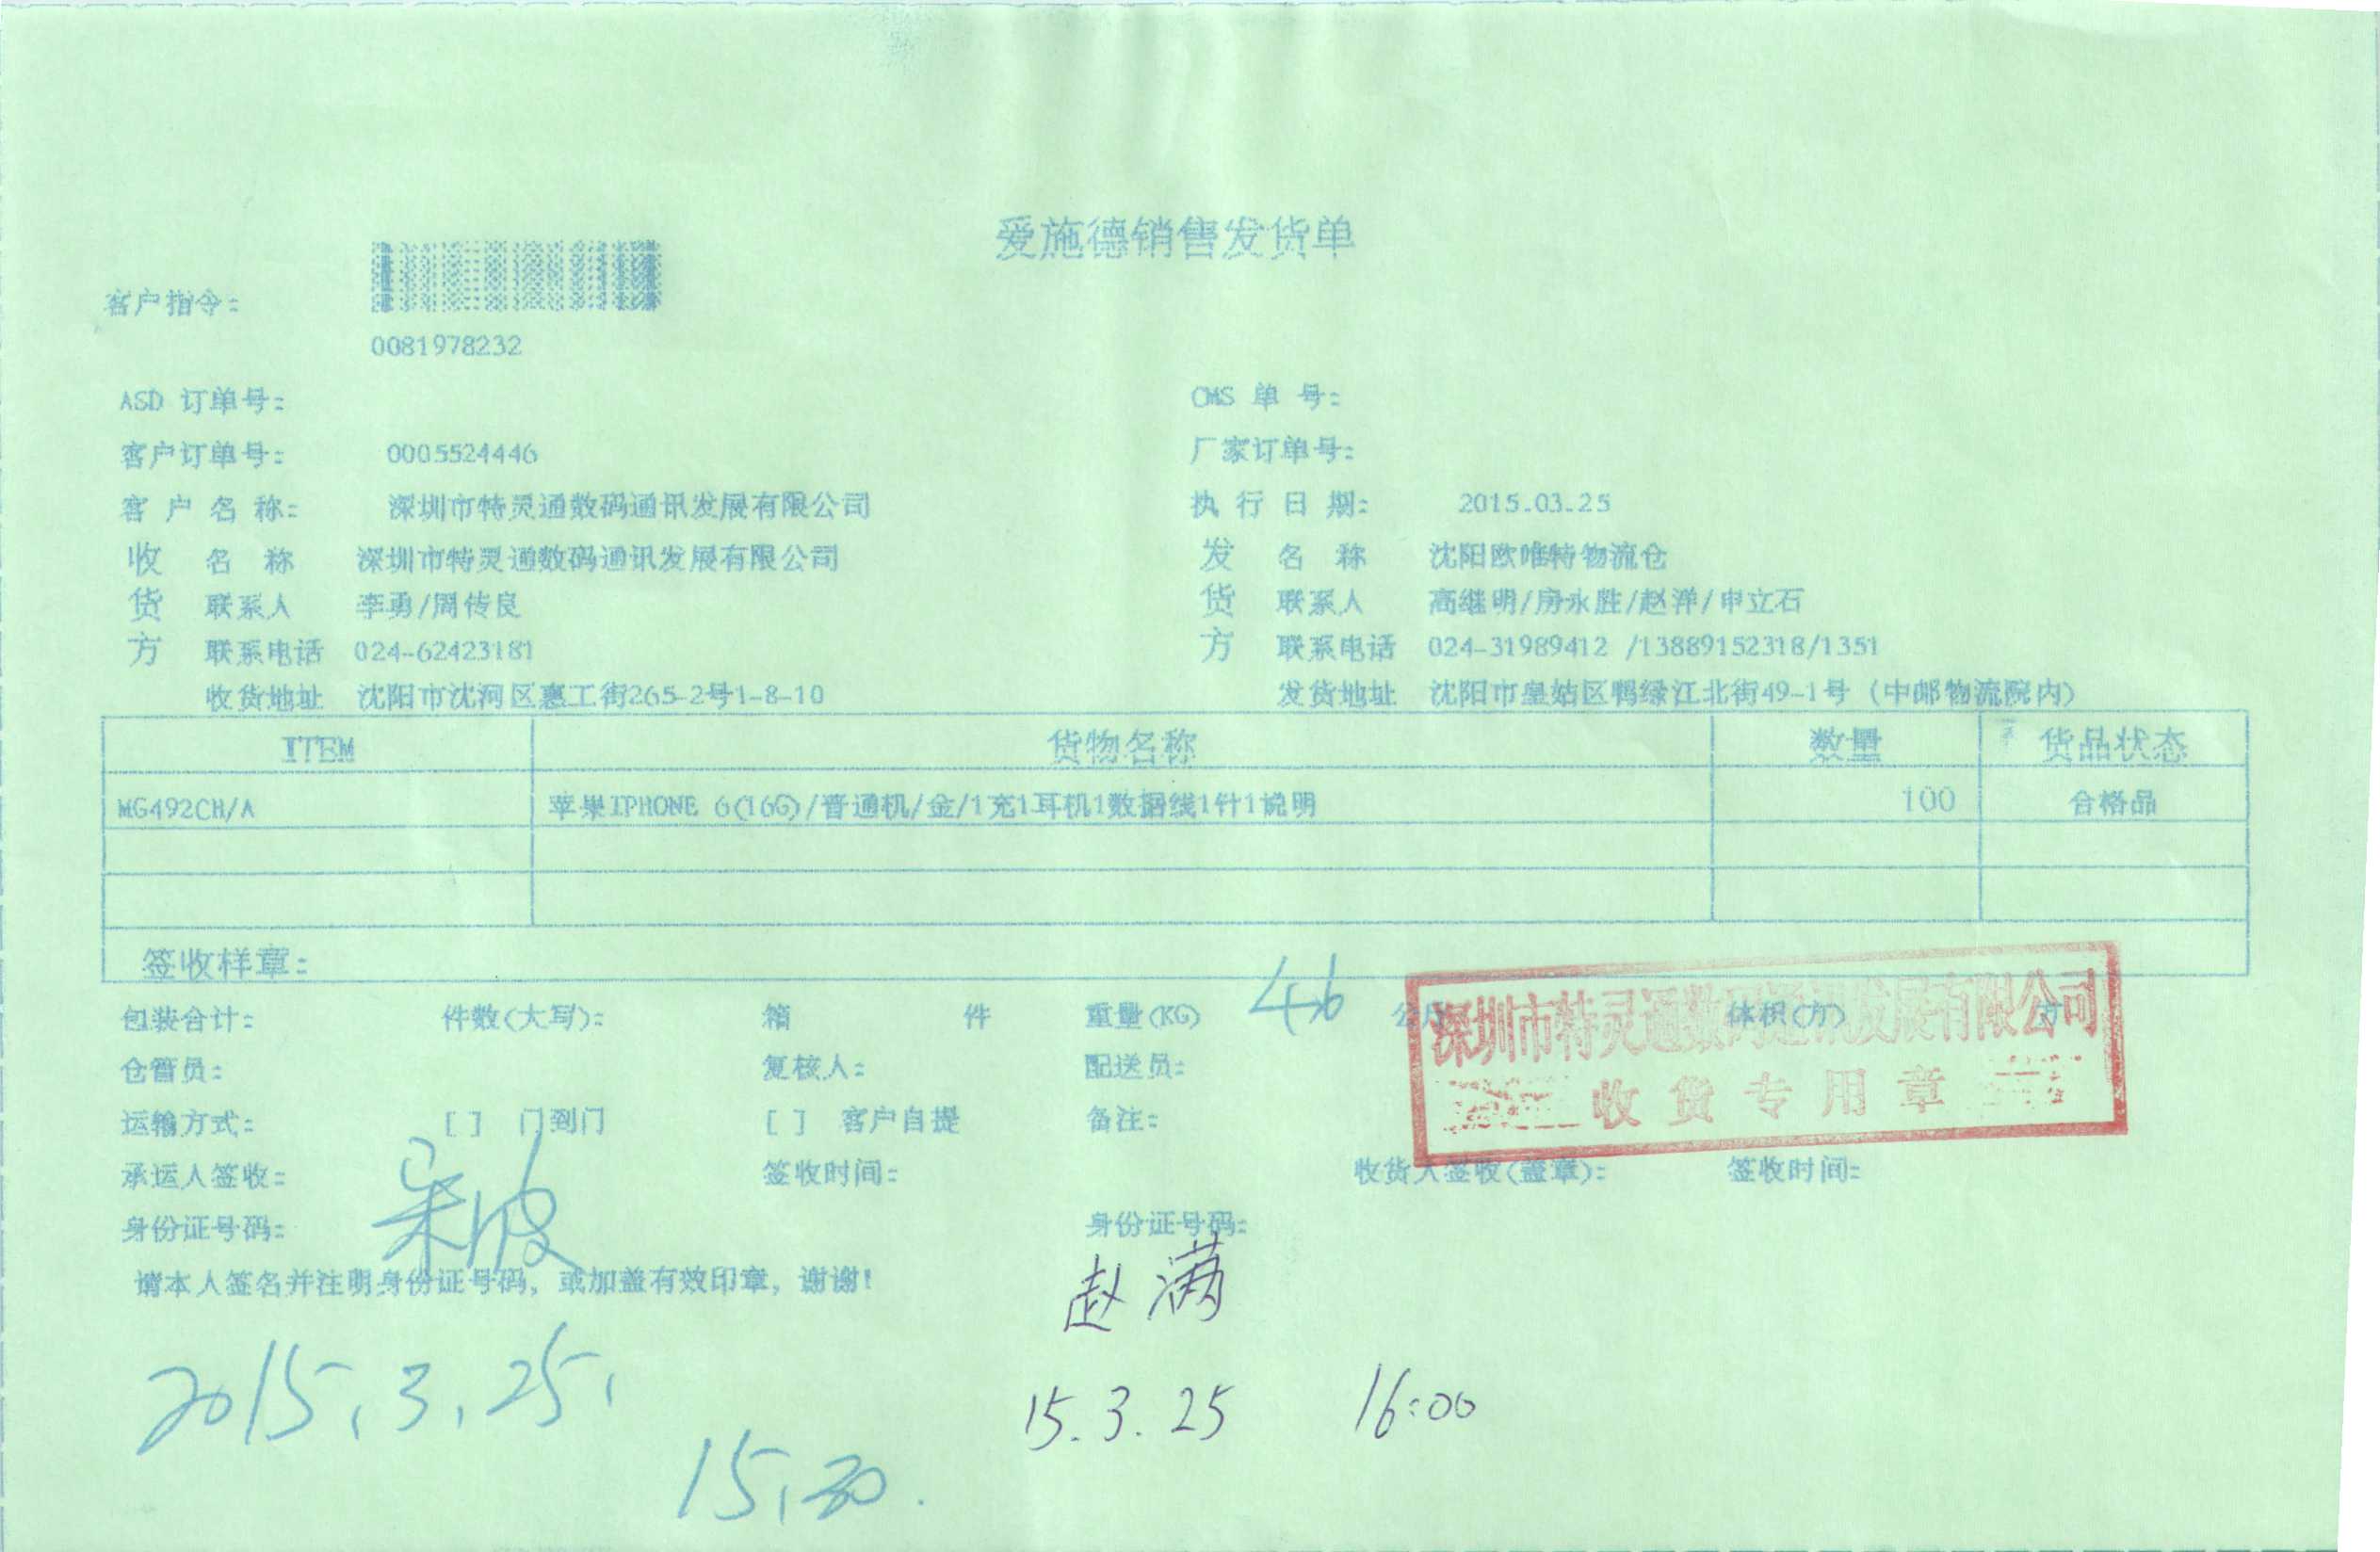 爱施德销售发货单
客户指令:
0081978232
ASD 订单号: OMS 单 号:
客户订单号: 0005524446 厂家订单号:
客 户 名 称: 深圳市特灵通数码通讯发展有限公司 执 行 日 期: 2015.03.25
收 名 称 深圳市特灵通数码通讯发展有限公司 发 名 称 沈阳欧唯特物流仓
货 联系人 李勇/周传良 货 联系人 高继明/房永胜/赵洋/申立石
方 联系电话 024-62423181 方 联系电话 024-31989412 /13889152318/1351
收货地址 沈阳市沈河区惠工街265-2号1-8-10 发货地址 沈阳市皇姑区鸭绿江北街49-1号 (中邮物流院内)
ITEM 货物名称 数量 货品状态
MG492CH/A 苹果IPHONE 6(16G)/普通机/金/1充1耳机1数据线1针1说明 100 合格品
签收样章:
包装合计: 件数(大写): 箱 件 重量(KG) 46 公斤 体积(方) 方
深圳市特灵通数码通讯发展有限公司
收货专用章
仓管员: 复核人: 配送员:
运输方式: [ ] 门到门 [ ] 客户自提 备注:
承运人签收: 签收时间: 收货人签收(盖章): 签收时间:
朱波
身份证号码: 身份证号码:
请本人签名并注明身份证号码, 或加盖有效印章, 谢谢!
赵满
2015.3.25. 15.3.25 16:00
15.30.